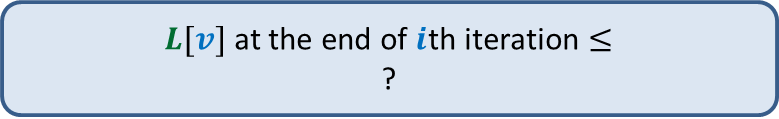 L[v] at the end of ith iteration ≤
?